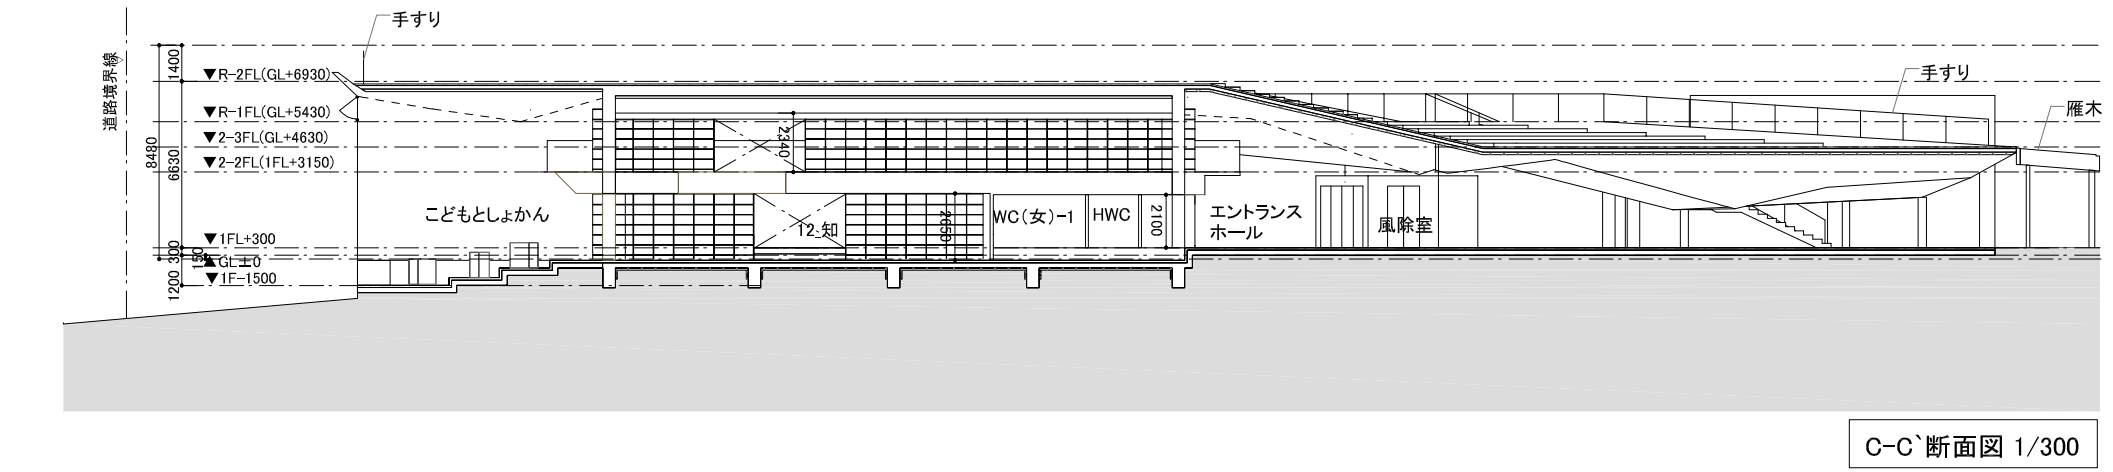 手すり
道路境界線
1400
8480
6630
300
150
1200
▼R-2FL(GL+6930)
▼R-1FL(GL+5430)
▼2-3FL(GL+4630)
▼2-2FL(1FL+3150)
▼1FL+300
▲GL±0
▼1F-1500
こどもとしょかん
2340
12_知
2650
WC(女)-1
HWC
2100
エントランス
ホール
風除室
手すり
雁木
C-C`断面図 1/300